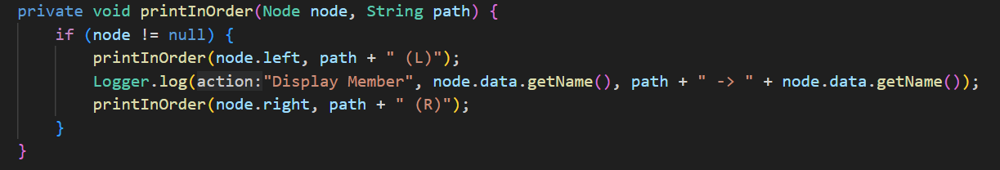 private void printInOrder(Node node, String path) {
    if (node != null) {
        printInOrder(node.left, path + " (L)");
        Logger.log(action:"Display Member", node.data.getName(), path + " -> " + node.data.getName());
        printInOrder(node.right, path + " (R)");
    }
}